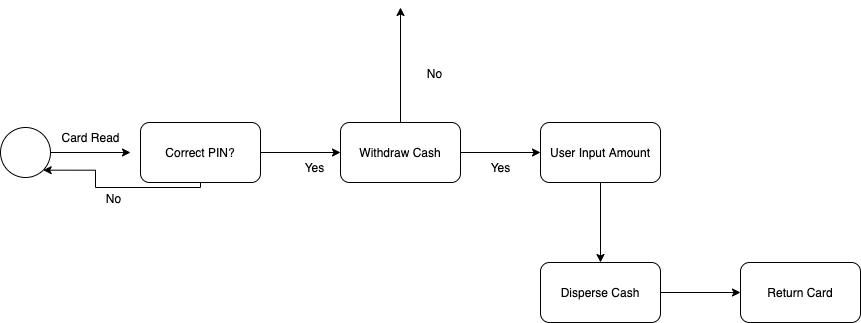 No
Card Read
Correct PIN?
Withdraw Cash
User Input Amount
Yes
Yes
No
Disperse Cash
Return Card